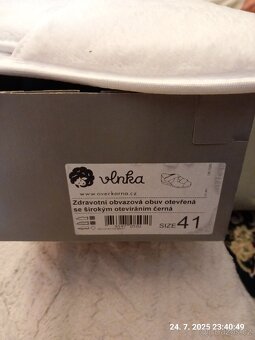 vlnka
www.oveckarna.cz
Zdravotní obvazová obuv otevřená
se širokým otevíráním černá
SIZE 41
24. 7. 2025 23:40:49